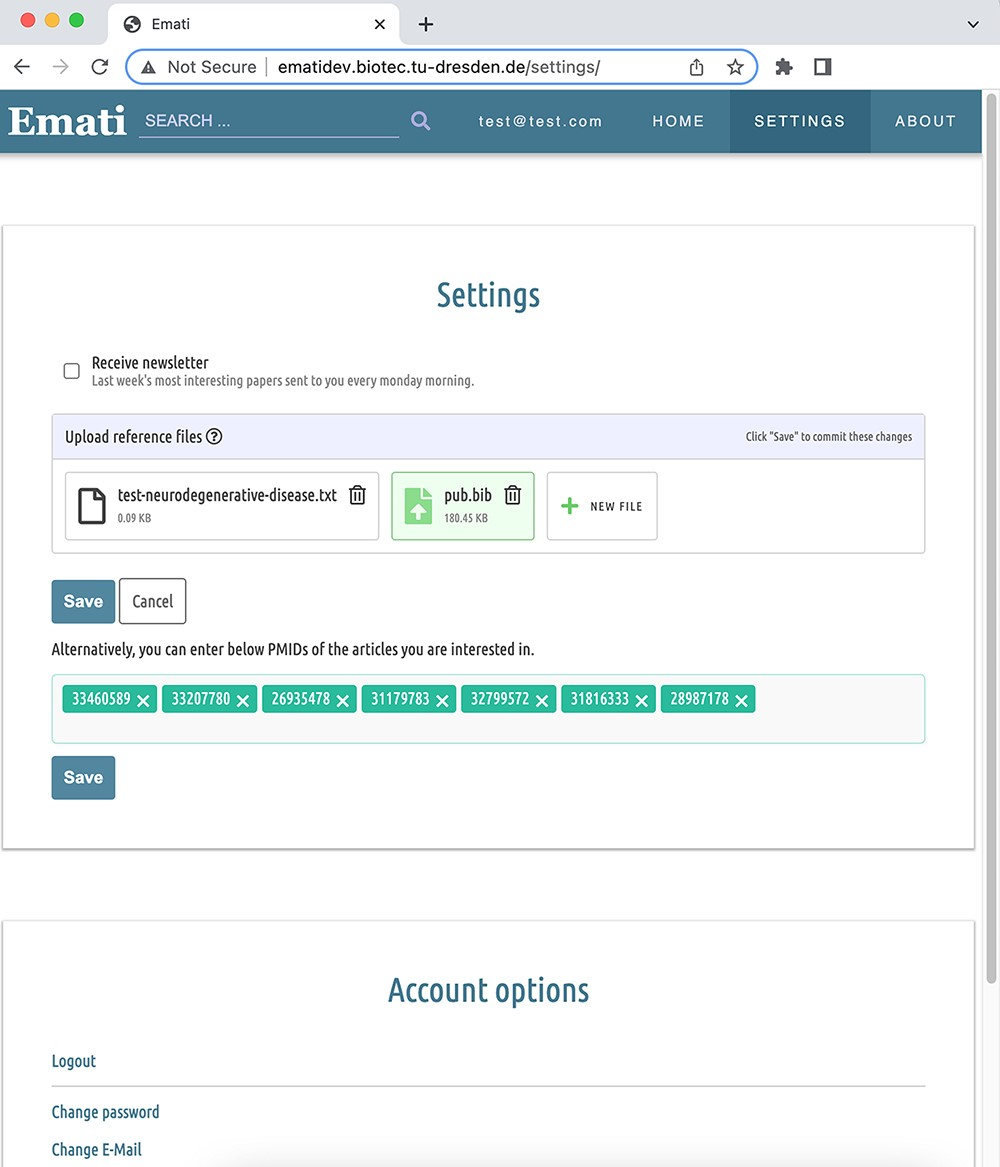 Emati
Not Secure ematidev.biotec.tu-dresden.de/settings/
Emati SEARCH ... test@test.com HOME SETTINGS ABOUT
Settings
Receive newsletter
Last week's most interesting papers sent to you every monday morning.
Upload reference files Click "Save" to commit these changes
test-neurodegenerative-disease.txt pub.bib NEW FILE
0.09 KB 180.45 KB
Save Cancel
Alternatively, you can enter below PMIDs of the articles you are interested in.
33460589 33207780 26935478 31179783 32799572 31816333 28987178
Save
Account options
Logout
Change password
Change E-Mail